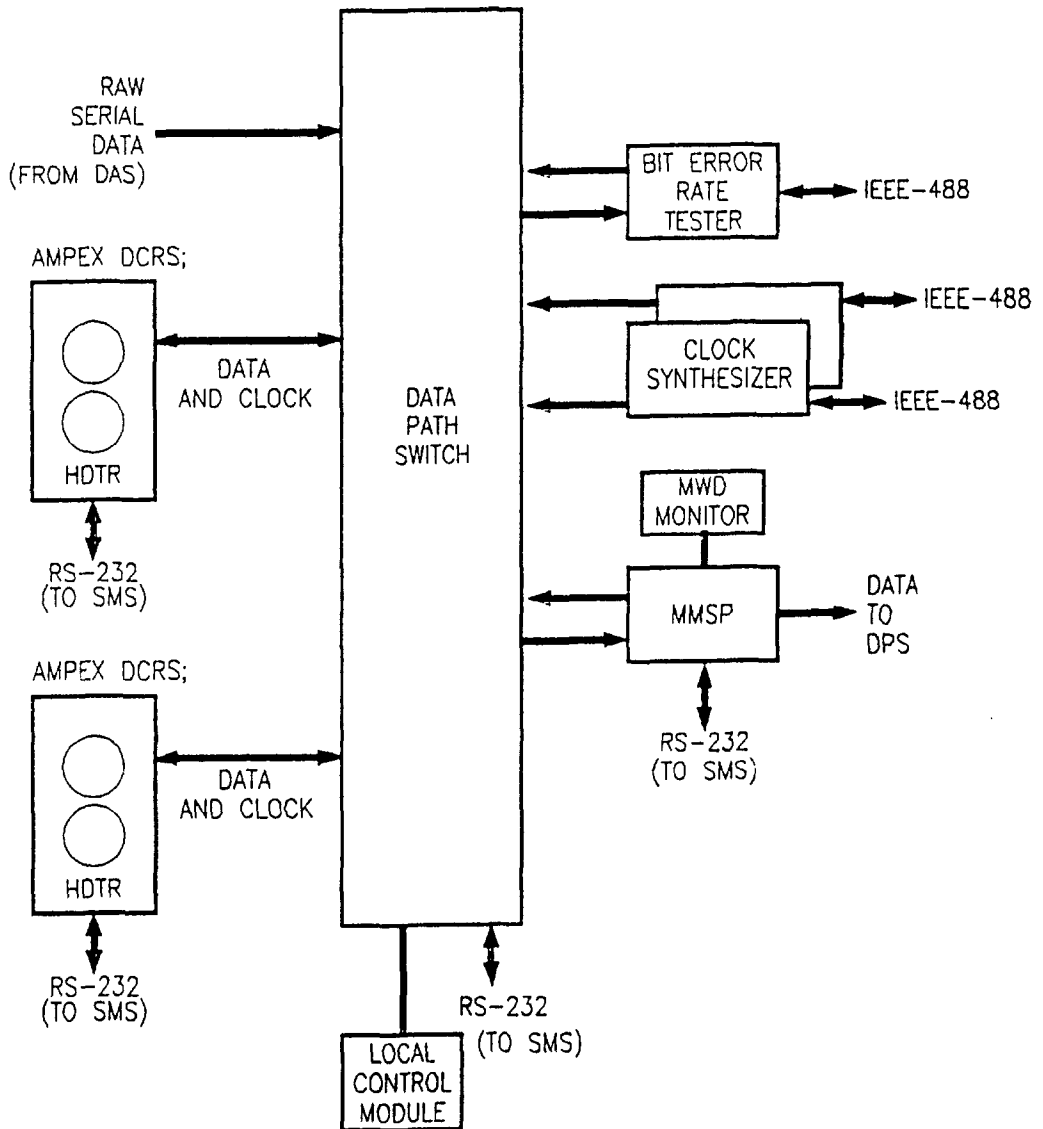 RAW
SERIAL
DATA
(FROM DAS)
AMPEX DCRS;
HDTR
RS-232
(TO SMS)
DATA
AND CLOCK
AMPEX DCRS;
HDTR
RS-232
(TO SMS)
DATA
AND CLOCK
DATA
PATH
SWITCH
LOCAL
CONTROL
MODULE
RS-232
(TO SMS)
BIT ERROR
RATE
TESTER
IEEE-488
IEEE-488
CLOCK
SYNTHESIZER
IEEE-488
MWD
MONITOR
MMSP
DATA
TO
DPS
RS-232
(TO SMS)